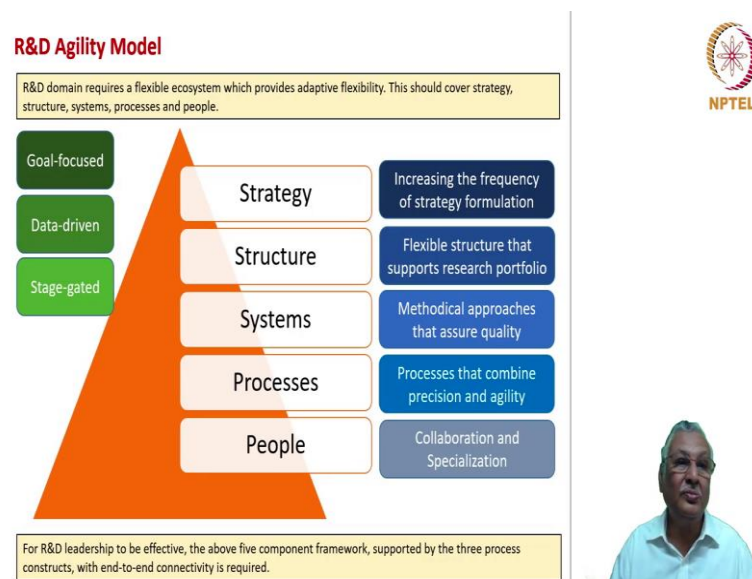 R&D Agility Model
R&D domain requires a flexible ecosystem which provides adaptive flexibility. This should cover strategy,
structure, systems, processes and people.
Goal-focused
Data-driven
Stage-gated
Strategy
Increasing the frequency
of strategy formulation
Structure
Flexible structure that
supports research portfolio
Systems
Methodical approaches
that assure quality
Processes
Processes that combine
precision and agility
People
Collaboration and
Specialization
For R&D leadership to be effective, the above five component framework, supported by the three process
constructs, with end-to-end connectivity is required.
NPTEL